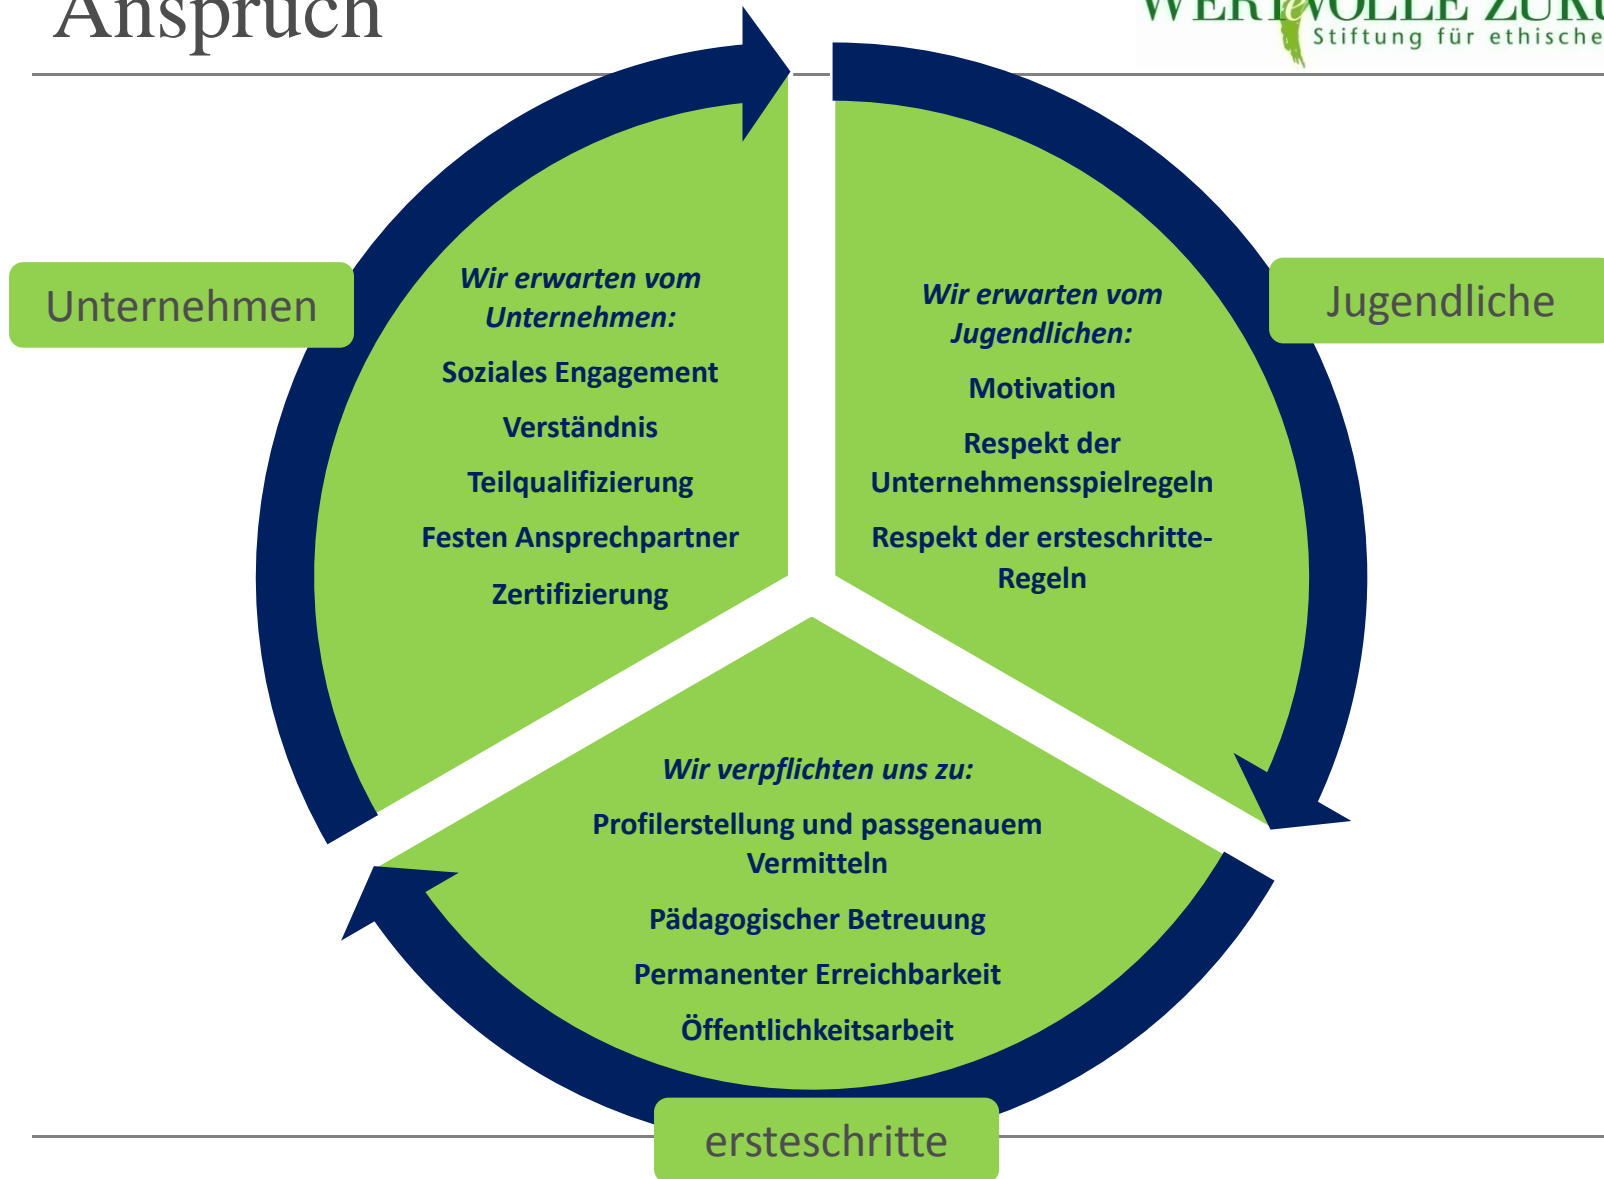 Anspruch
WERTEVOLLE
Stiftung für ethische
Unternehmen
Wir erwarten vom
Unternehmen:
Soziales Engagement
Verständnis
Teilqualifizierung
Festen Ansprechpartner
Zertifizierung
Jugendliche
Wir erwarten vom
Jugendlichen:
Motivation
Respekt der
Unternehmensspielregeln
Respekt der ersteschritte-
Regeln
Wir verpflichten uns zu:
Profilerstellung und passgenauem
Vermitteln
Pädagogischer Betreuung
Permanenter Erreichbarkeit
Öffentlichkeitsarbeit
ersteschritte